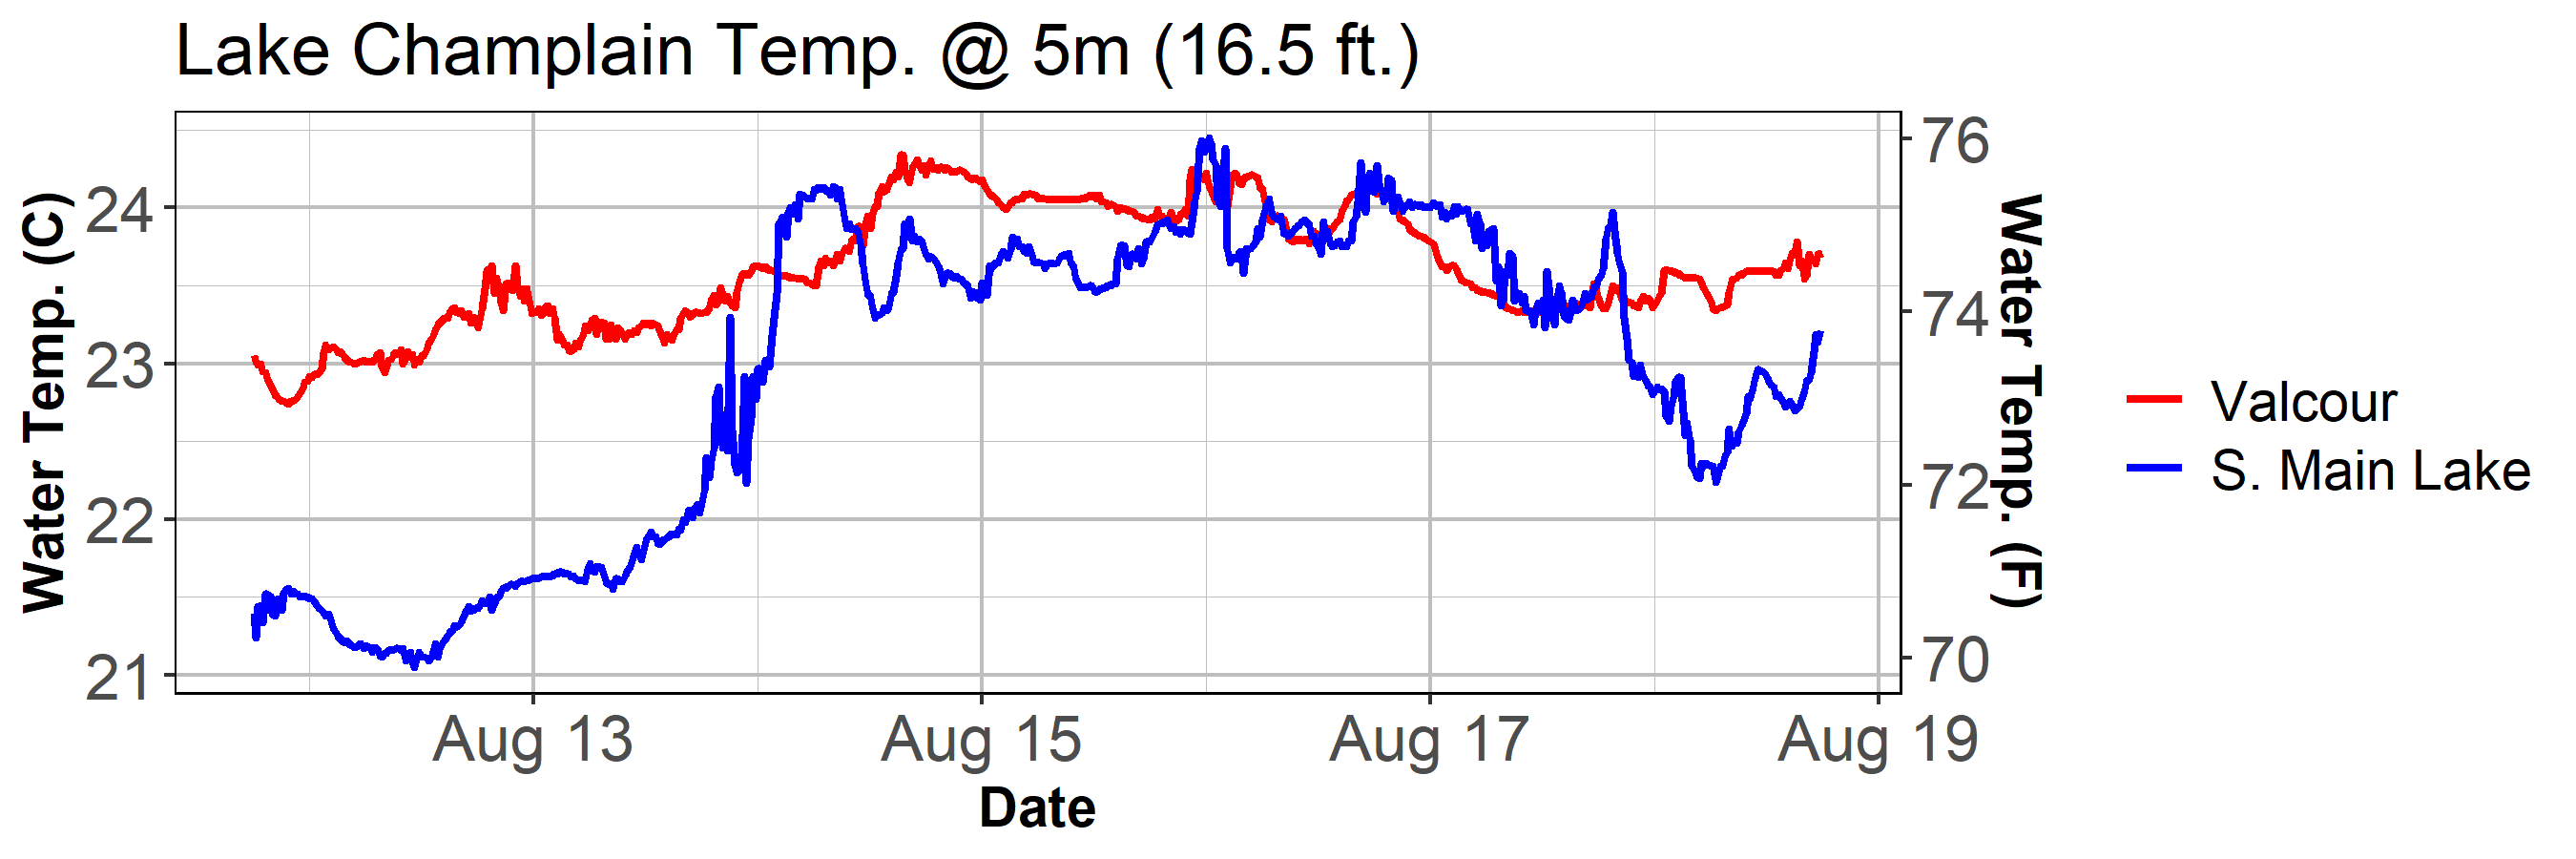 Lake Champlain Temp. @ 5m (16.5 ft.)
Water Temp. (C)
24
23
22
21
76
74
72
70
Water Temp. (F)
Aug 13
Aug 15
Aug 17
Aug 19
Date
Valcour
S. Main Lake